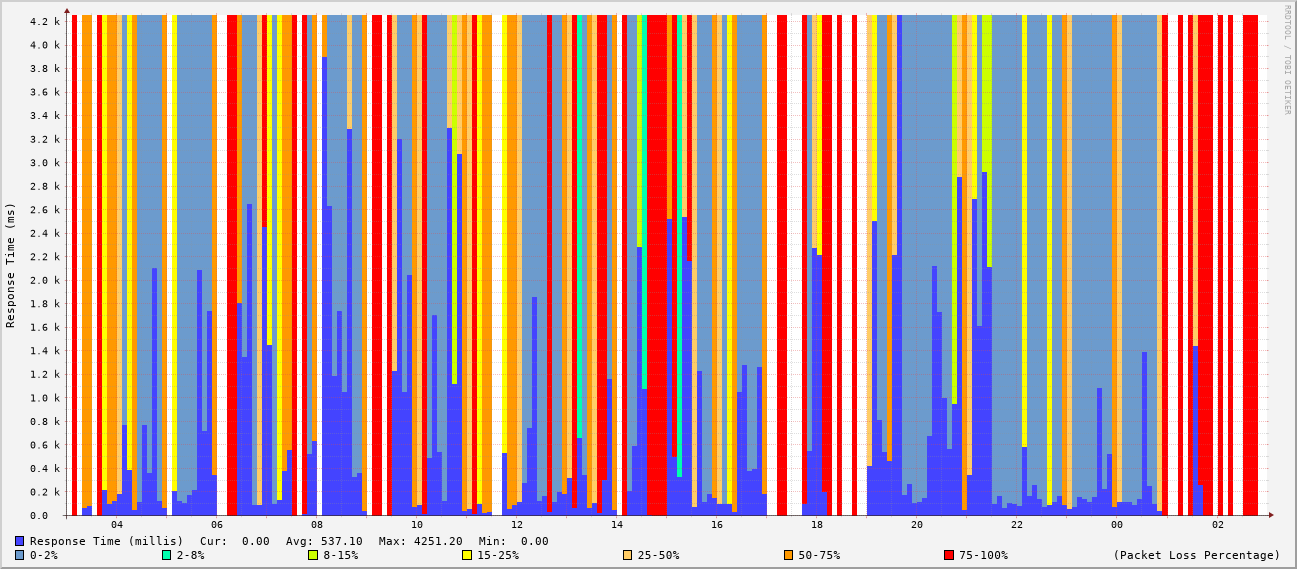 RRDTOOL / TOBI OETIKER
Response Time (ms)
4.2 k
4.0 k
3.8 k
3.6 k
3.4 k
3.2 k
3.0 k
2.8 k
2.6 k
2.4 k
2.2 k
2.0 k
1.8 k
1.6 k
1.4 k
1.2 k
1.0 k
0.8 k
0.6 k
0.4 k
0.2 k
0.0
04 06 08 10 12 14 16 18 20 22 00 02
Response Time (millis) Cur: 0.00 Avg: 537.10 Max: 4251.20 Min: 0.00
0-2% 2-8% 8-15% 15-25% 25-50% 50-75% 75-100% (Packet Loss Percentage)